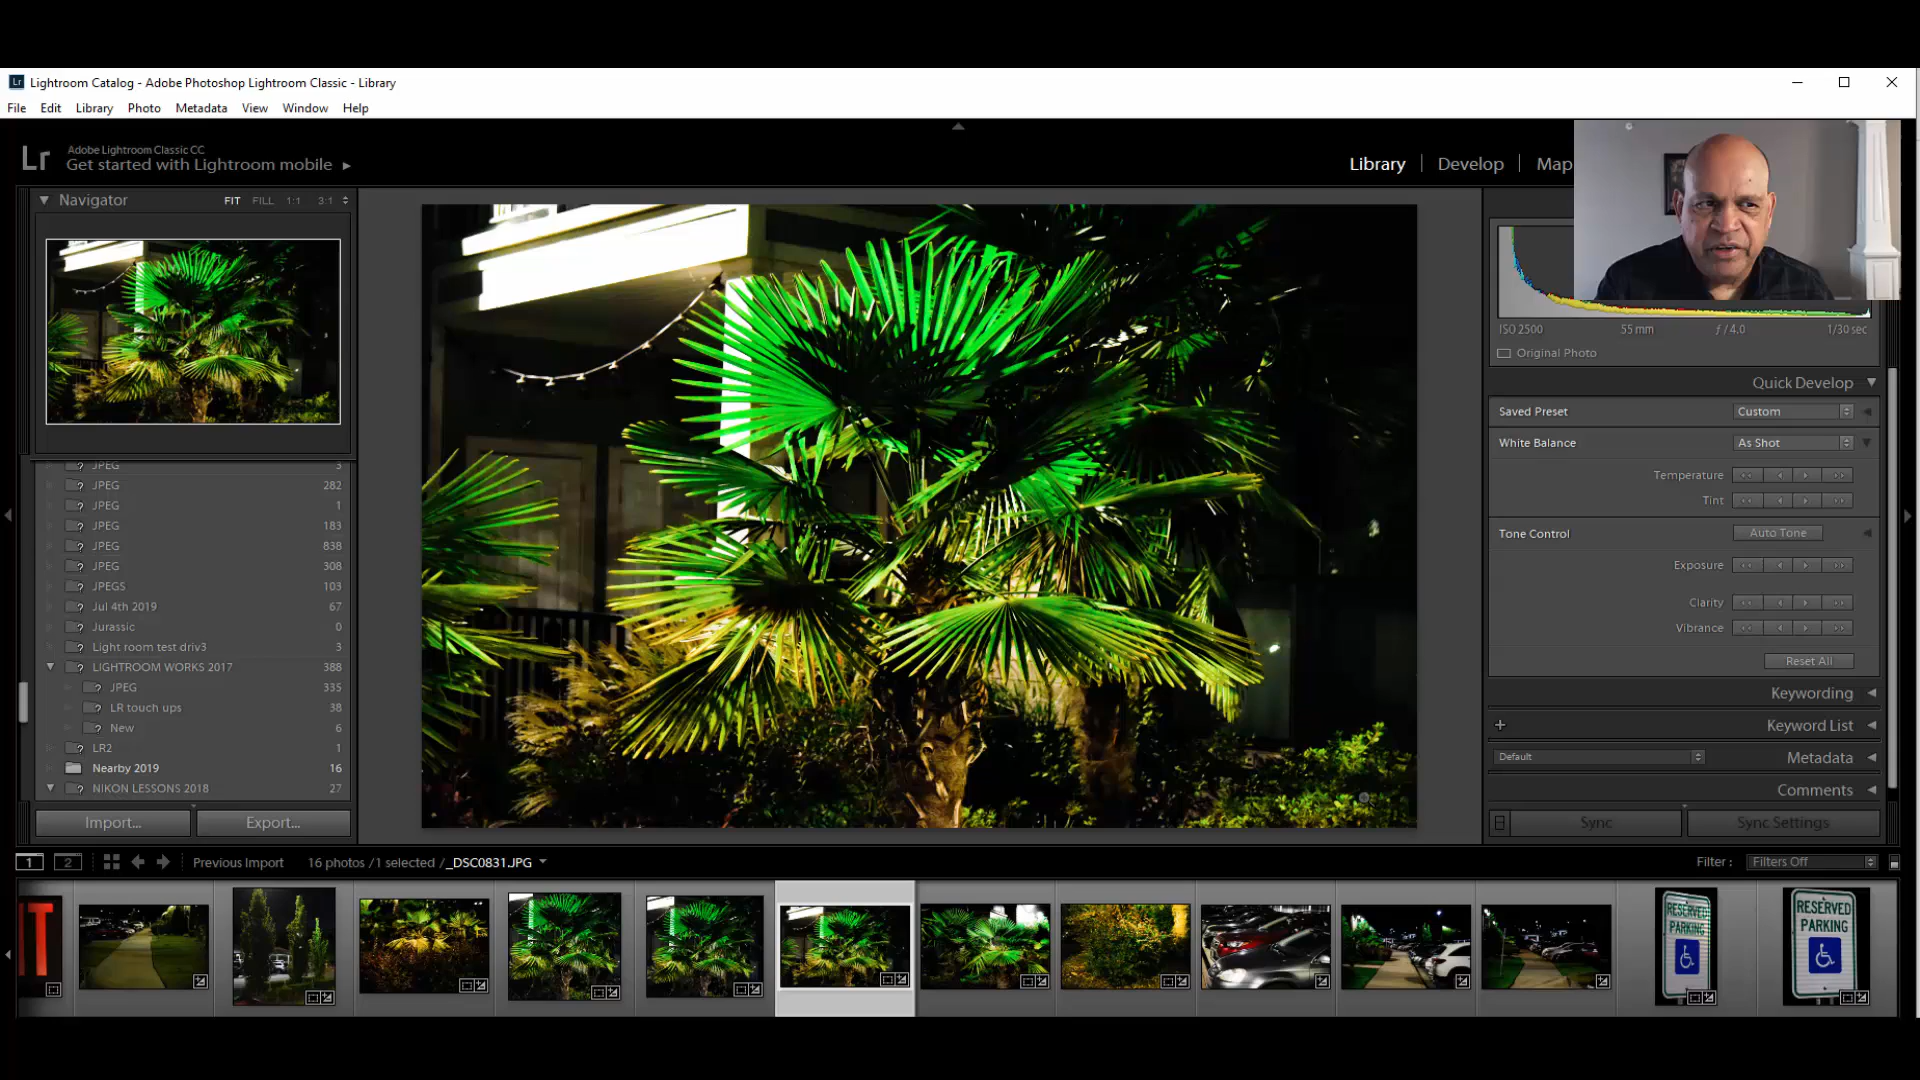 Lr Lightroom Catalog - Adobe Photoshop Lightroom Classic - Library
File Edit Library Photo Metadata View Window Help
Lr
Adobe Lightroom Classic CC
Get started with Lightroom mobile
Library Develop Map
Navigator FIT FILL 1:1 3:1
JPEG 3
JPEG 282
JPEG 1
JPEG 183
JPEG 838
JPEG 308
JPEGS 103
Jul 4th 2019 67
Jurassic 0
Light room test driv3 3
LIGHTROOM WORKS 2017 388
JPEG 335
LR touch ups 38
New 6
LR2 1
Nearby 2019 16
NIKON LESSONS 2018 27
Import... Export...
ISO 2500 55 mm ƒ / 4.0 1/30 sec
Original Photo
Quick Develop
Saved Preset Custom
White Balance As Shot
Temperature
Tint
Tone Control Auto Tone
Exposure
Clarity
Vibrance
Reset All
Keywording
+ Keyword List
Default Metadata
Comments
Sync Sync Settings
1 2 Previous Import 16 photos /1 selected /_DSC0831.JPG Filter : Filters Off
IT
RESERVED
PARKING
RESERVED
PARKING